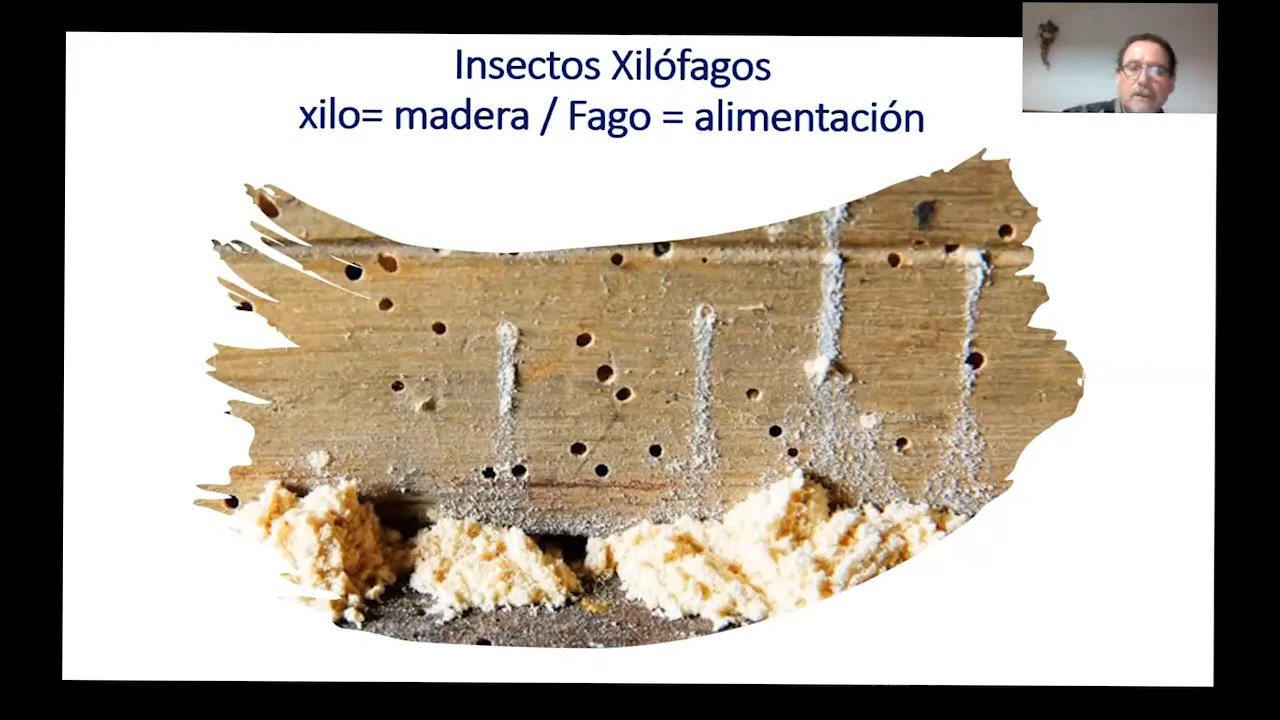 Insectos Xilófagos
xilo= madera / Fago = alimentación